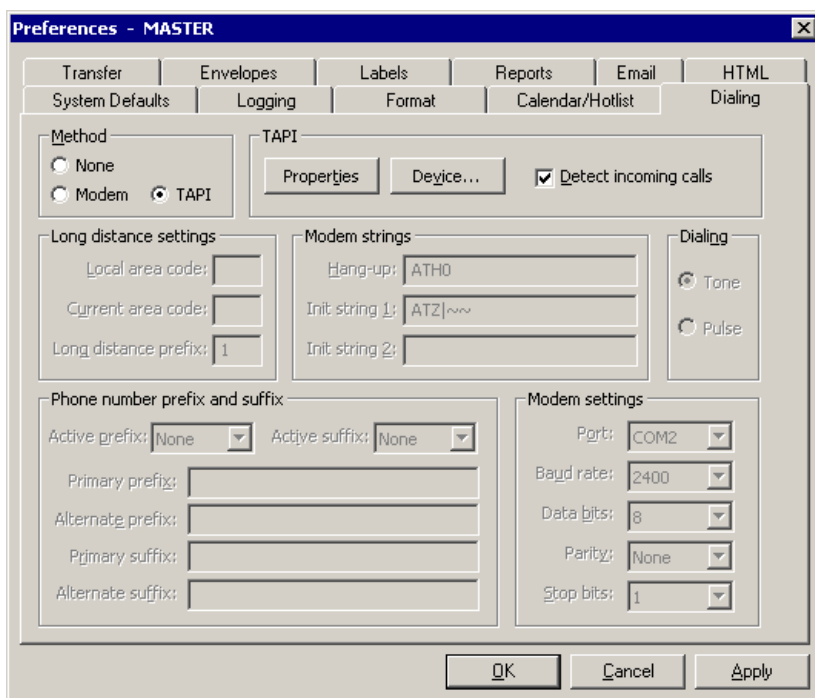 Preferences - MASTER
Transfer Envelopes Labels Reports Email HTML
System Defaults Logging Format Calendar/Hotlist Dialing
Method
None
Modem TAPI
TAPI
Properties Device... Detect incoming calls
Long distance settings
Local area code:
Current area code:
Long distance prefix: 1
Modem strings
Hang-up: ATH0
Init string 1: ATZ|~~
Init string 2:
Dialing
Tone
Pulse
Phone number prefix and suffix
Active prefix: None Active suffix: None
Primary prefix:
Alternate prefix:
Primary suffix:
Alternate suffix:
Modem settings
Port: COM2
Baud rate: 2400
Data bits: 8
Parity: None
Stop bits: 1
OK Cancel Apply